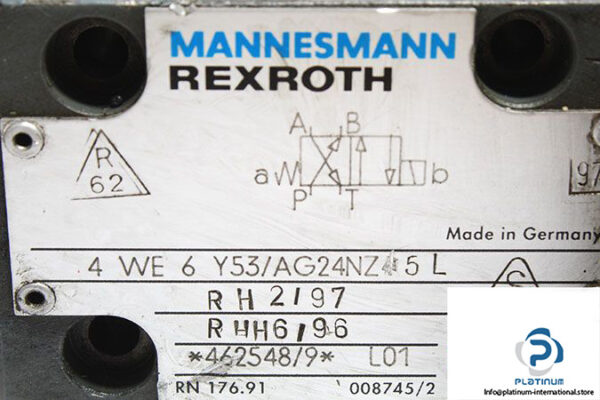 MANNESMANN
REXROTH
A B
a b
P T
R
62
97
Made in Germany
4 WE 6 Y53/AG24NZ45 L
S
R H 2/97
R HH6/96
*462548/9* L01
RN 176.91 008745/2
PLATINUM
Info@platinum-international.store